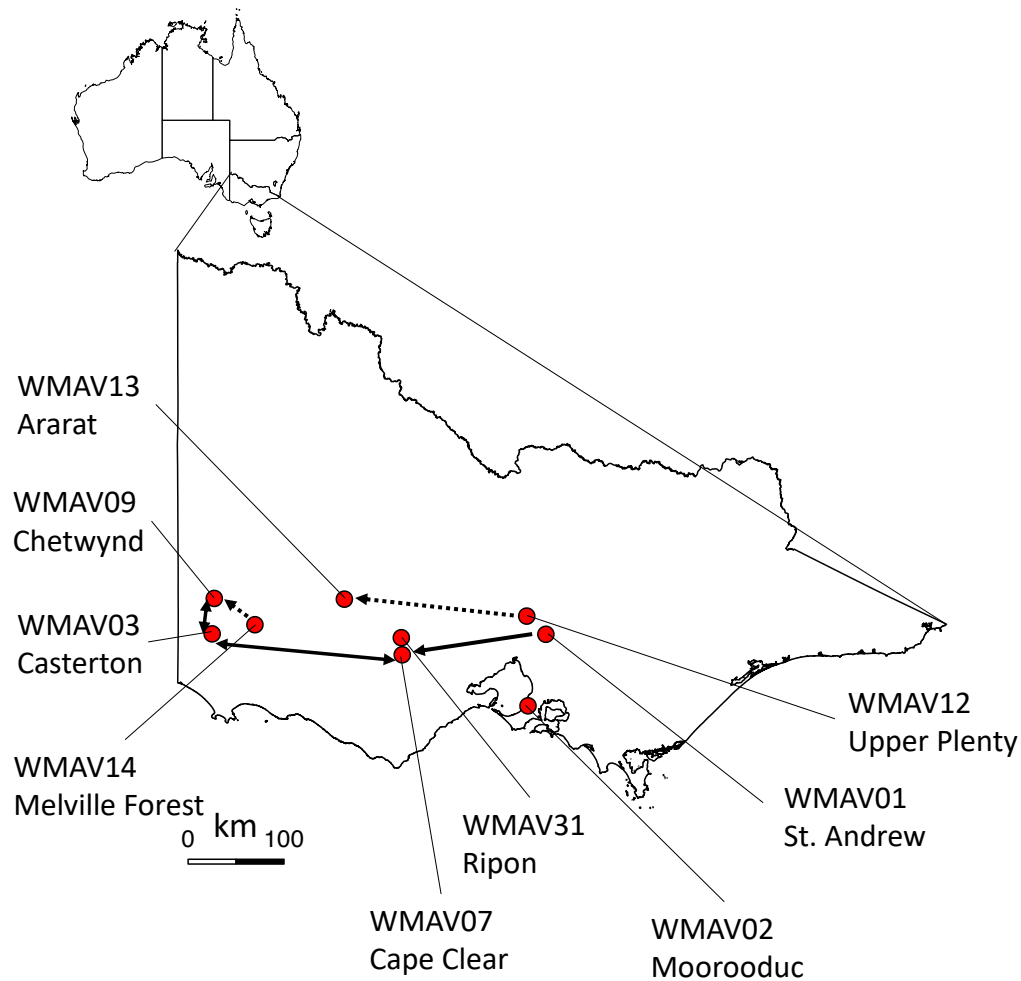 WMAV13
Ararat
WMAV09
Chetwynd
WMAV03
Casterton
WMAV14
Melville Forest
km
0 100
WMAV12
Upper Plenty
WMAV01
St. Andrew
WMAV31
Ripon
WMAV07
Cape Clear
WMAV02
Moorooduc